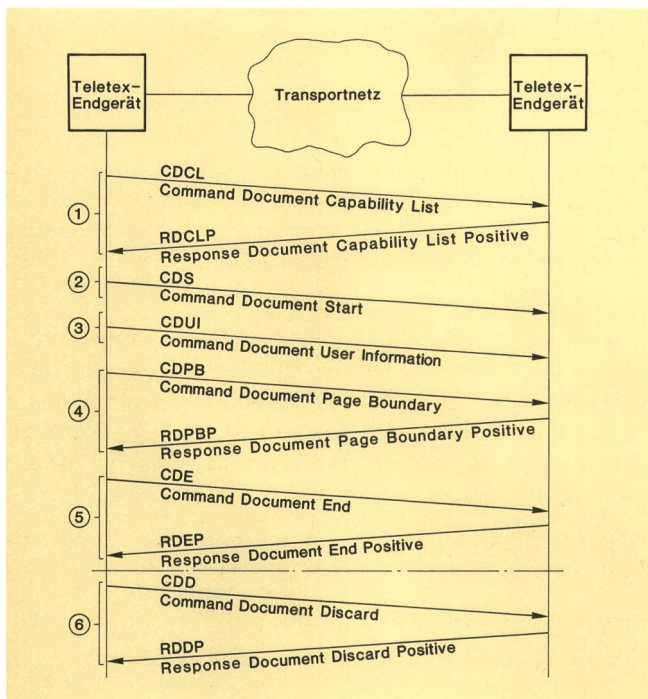 Teletex-
Endgerät
Transportnetz
Teletex-
Endgerät
1
CDCL
Command Document Capability List
RDCLP
Response Document Capability List Positive
2
CDS
Command Document Start
3
CDUI
Command Document User Information
4
CDPB
Command Document Page Boundary
RDPBP
Response Document Page Boundary Positive
5
CDE
Command Document End
RDEP
Response Document End Positive
6
CDD
Command Document Discard
RDDP
Response Document Discard Positive